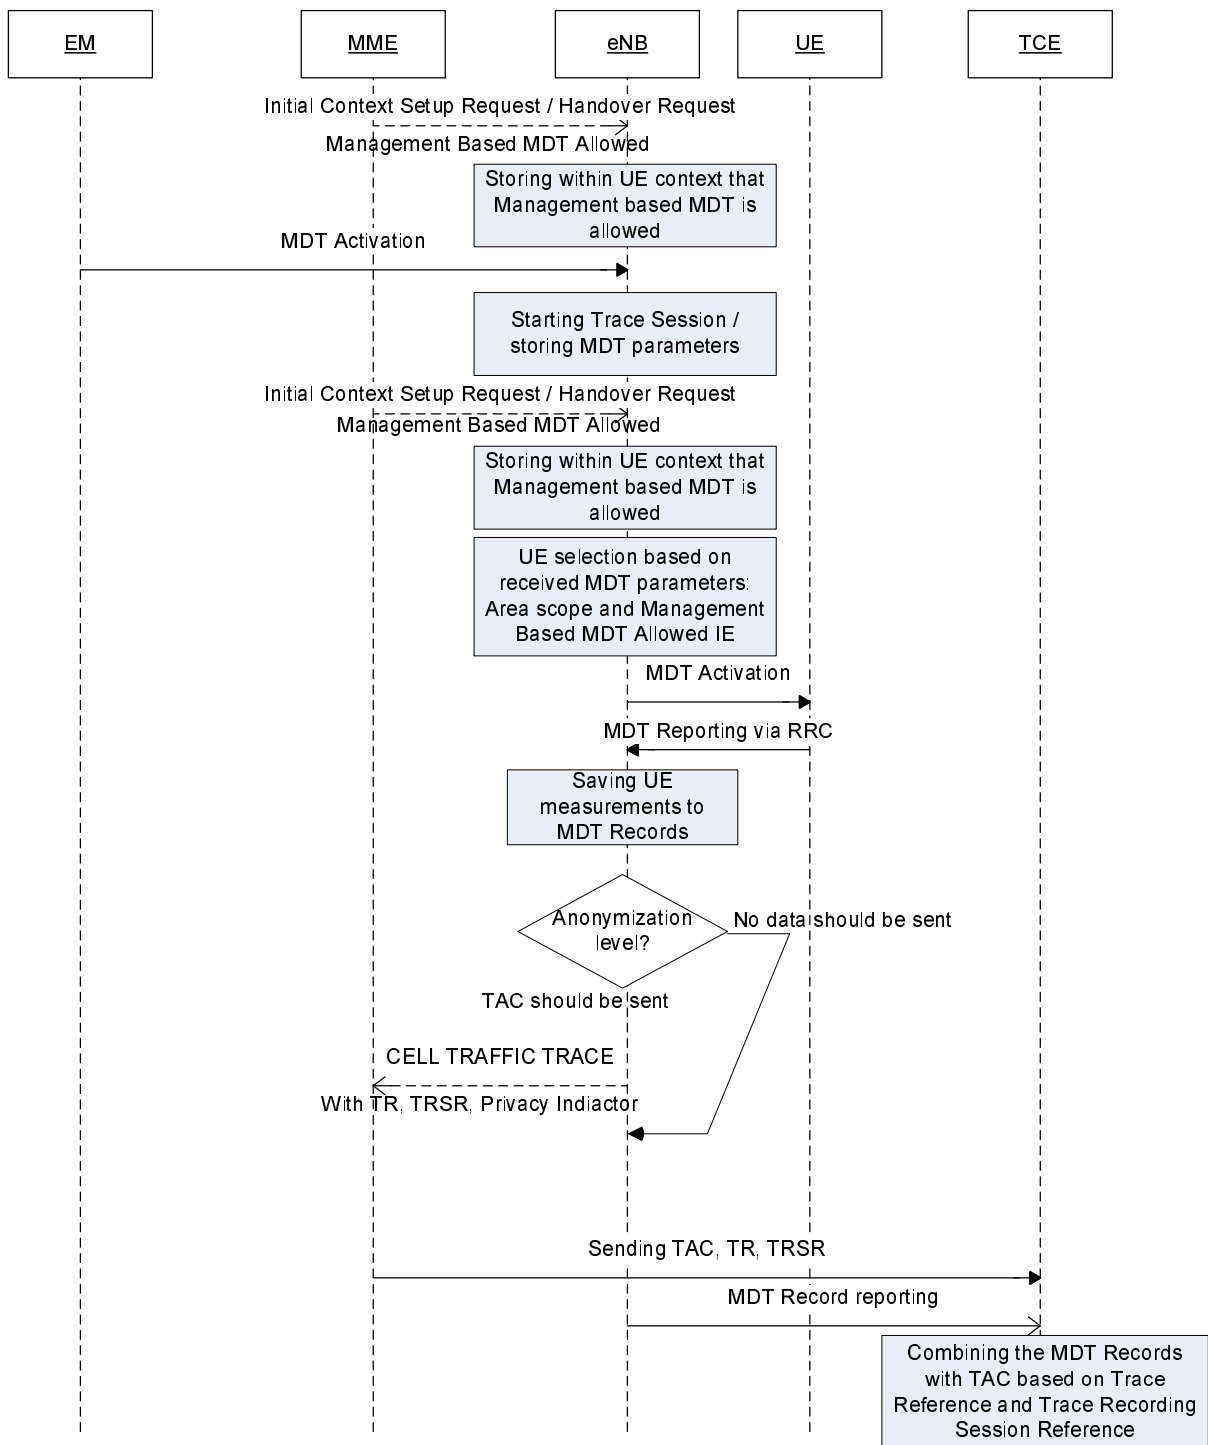 EM
MME
eNB
UE
TCE
Initial Context Setup Request / Handover Request
Management Based MDT Allowed
Storing within UE context that
Management based MDT is
allowed
MDT Activation
Starting Trace Session /
storing MDT parameters
Initial Context Setup Request / Handover Request
Management Based MDT Allowed
Storing within UE context that
Management based MDT is
allowed
UE selection based on
received MDT parameters:
Area scope and Management
Based MDT Allowed IE
MDT Activation
MDT Reporting via RRC
Saving UE
measurements to
MDT Records
Anonymization
level?
No data should be sent
TAC should be sent
CELL TRAFFIC TRACE
With TR, TRSR, Privacy Indiactor
Sending TAC, TR, TRSR
MDT Record reporting
Combining the MDT Records
with TAC based on Trace
Reference and Trace Recording
Session Reference